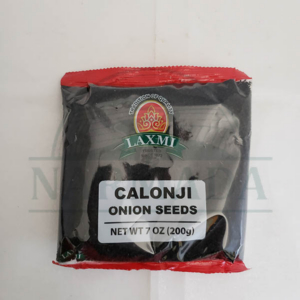 LAXMI
CALONJI
ONION SEEDS
NET WT 7 OZ (200g)